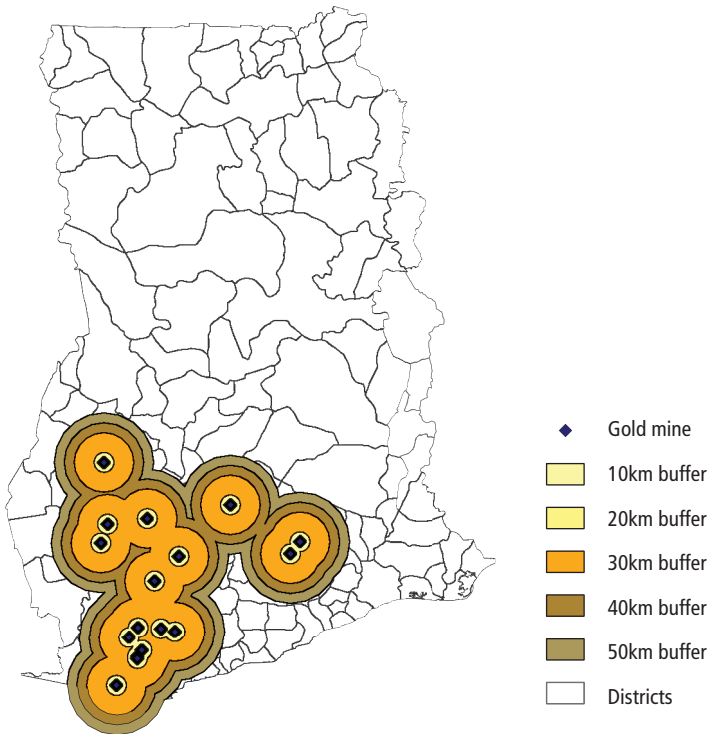 Gold mine
10km buffer
20km buffer
30km buffer
40km buffer
50km buffer
Districts